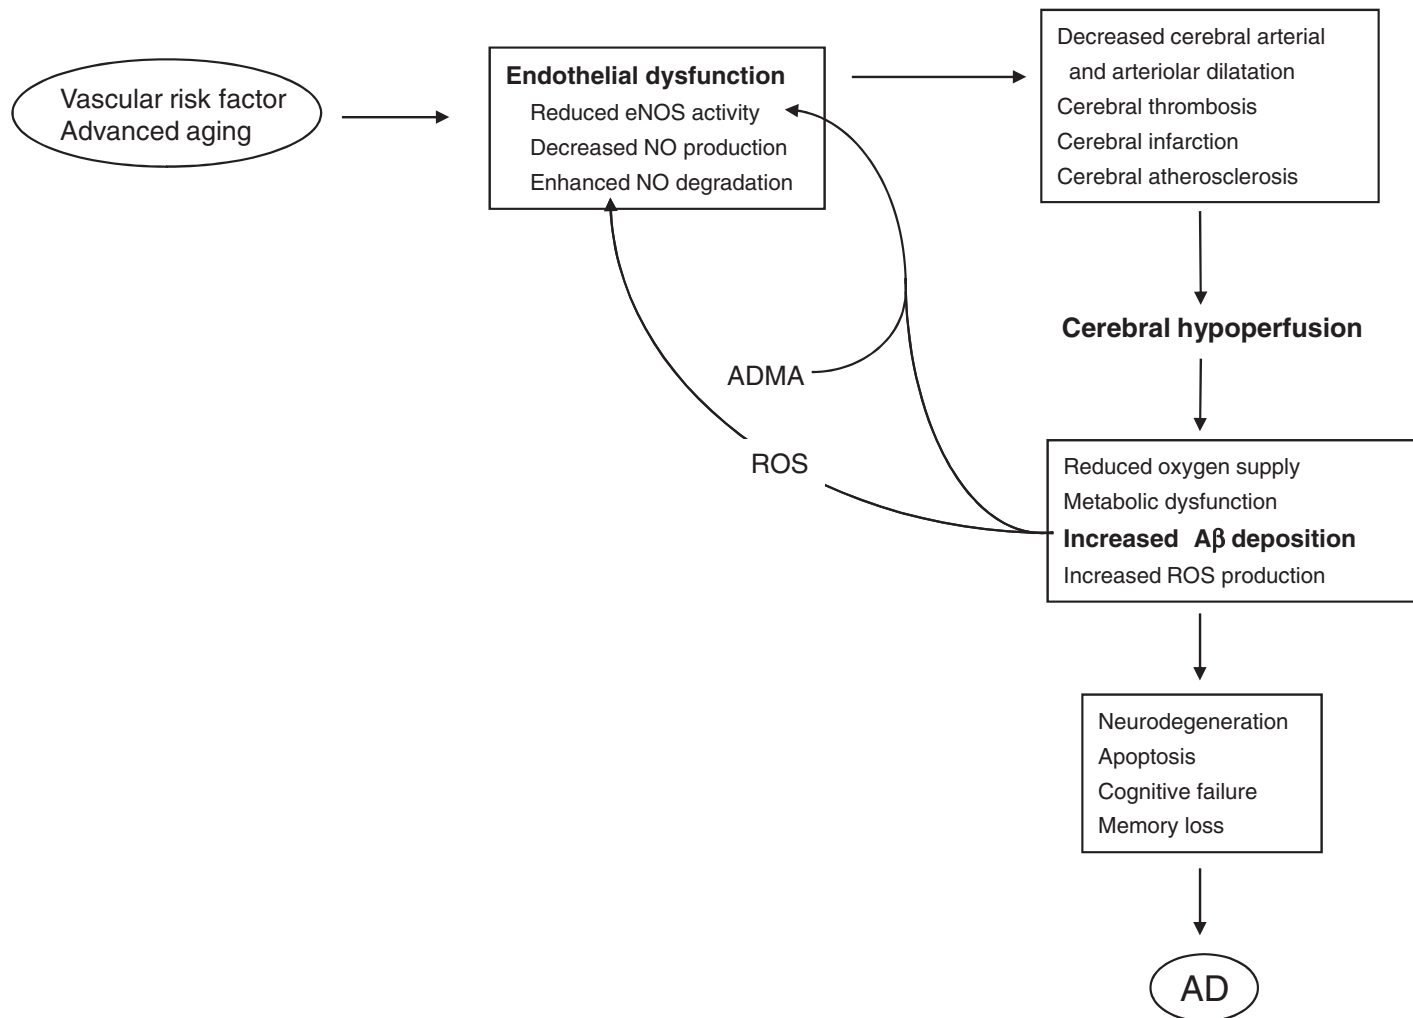 Vascular risk factor
Advanced aging
Endothelial dysfunction
Reduced eNOS activity
Decreased NO production
Enhanced NO degradation
Decreased cerebral arterial
and arteriolar dilatation
Cerebral thrombosis
Cerebral infarction
Cerebral atherosclerosis
Cerebral hypoperfusion
ADMA
ROS
Reduced oxygen supply
Metabolic dysfunction
Increased Aβ deposition
Increased ROS production
Neurodegeneration
Apoptosis
Cognitive failure
Memory loss
AD